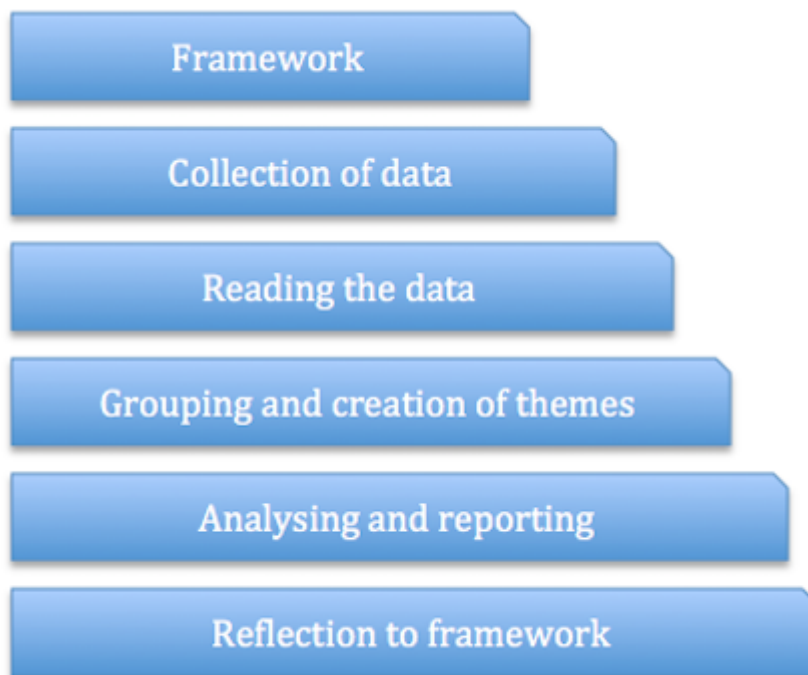 Framework
Collection of data
Reading the data
Grouping and creation of themes
Analysing and reporting
Reflection to framework